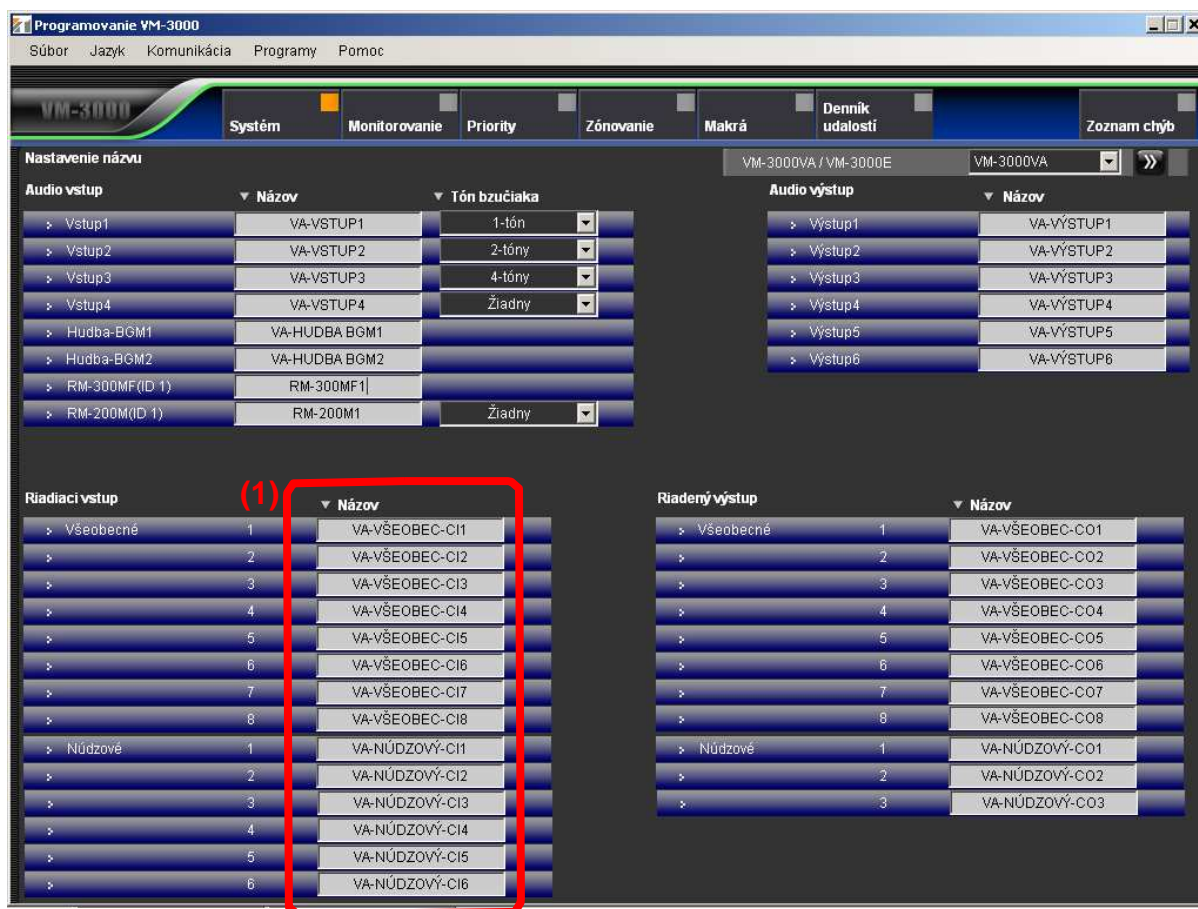 Programovanie VM-3000
Súbor Jazyk Komunikácia Programy Pomoc
VM-3000 Systém Monitorovanie Priority Zónovanie Makrá Denník udalostí Zoznam chýb
Nastavenie názvu VM-3000VA / VM-3000E VM-3000VA
Audio vstup Názov Tón bzučiaka Audio výstup Názov
Vstup1 VA-VSTUP1 1-tón Výstup1 VA-VÝSTUP1
Vstup2 VA-VSTUP2 2-tóny Výstup2 VA-VÝSTUP2
Vstup3 VA-VSTUP3 4-tóny Výstup3 VA-VÝSTUP3
Vstup4 VA-VSTUP4 Žiadny Výstup4 VA-VÝSTUP4
Hudba-BGM1 VA-HUDBA BGM1 Výstup5 VA-VÝSTUP5
Hudba-BGM2 VA-HUDBA BGM2 Výstup6 VA-VÝSTUP6
RM-300MF(ID 1) RM-300MF1
RM-200M(ID 1) RM-200M1 Žiadny
Riadiaci vstup (1) Názov Riadený výstup Názov
Všeobecné 1 VA-VŠEOBEC-CI1 Všeobecné 1 VA-VŠEOBEC-CO1
2 VA-VŠEOBEC-CI2 2 VA-VŠEOBEC-CO2
3 VA-VŠEOBEC-CI3 3 VA-VŠEOBEC-CO3
4 VA-VŠEOBEC-CI4 4 VA-VŠEOBEC-CO4
5 VA-VŠEOBEC-CI5 5 VA-VŠEOBEC-CO5
6 VA-VŠEOBEC-CI6 6 VA-VŠEOBEC-CO6
7 VA-VŠEOBEC-CI7 7 VA-VŠEOBEC-CO7
8 VA-VŠEOBEC-CI8 8 VA-VŠEOBEC-CO8
Núdzové 1 VA-NÚDZOVÝ-CI1 Núdzové 1 VA-NÚDZOVÝ-CO1
2 VA-NÚDZOVÝ-CI2 2 VA-NÚDZOVÝ-CO2
3 VA-NÚDZOVÝ-CI3 3 VA-NÚDZOVÝ-CO3
4 VA-NÚDZOVÝ-CI4
5 VA-NÚDZOVÝ-CI5
6 VA-NÚDZOVÝ-CI6